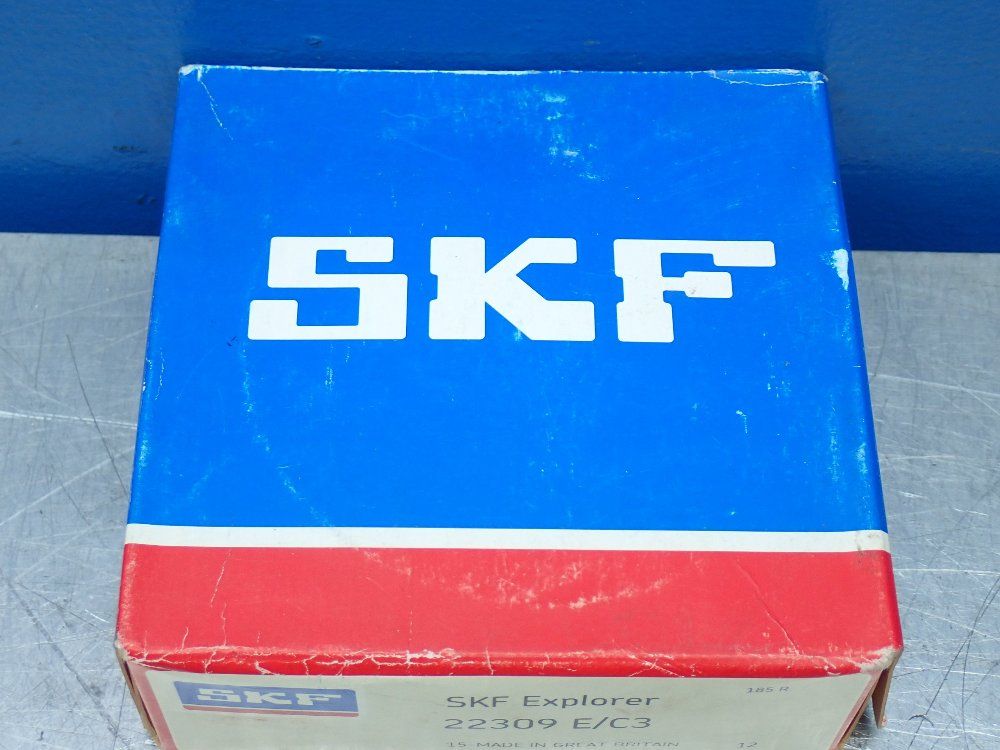 SKF
SKF
SKF Explorer
185 R
22309 E/C3
15 MADE IN GREAT BRITAIN 12